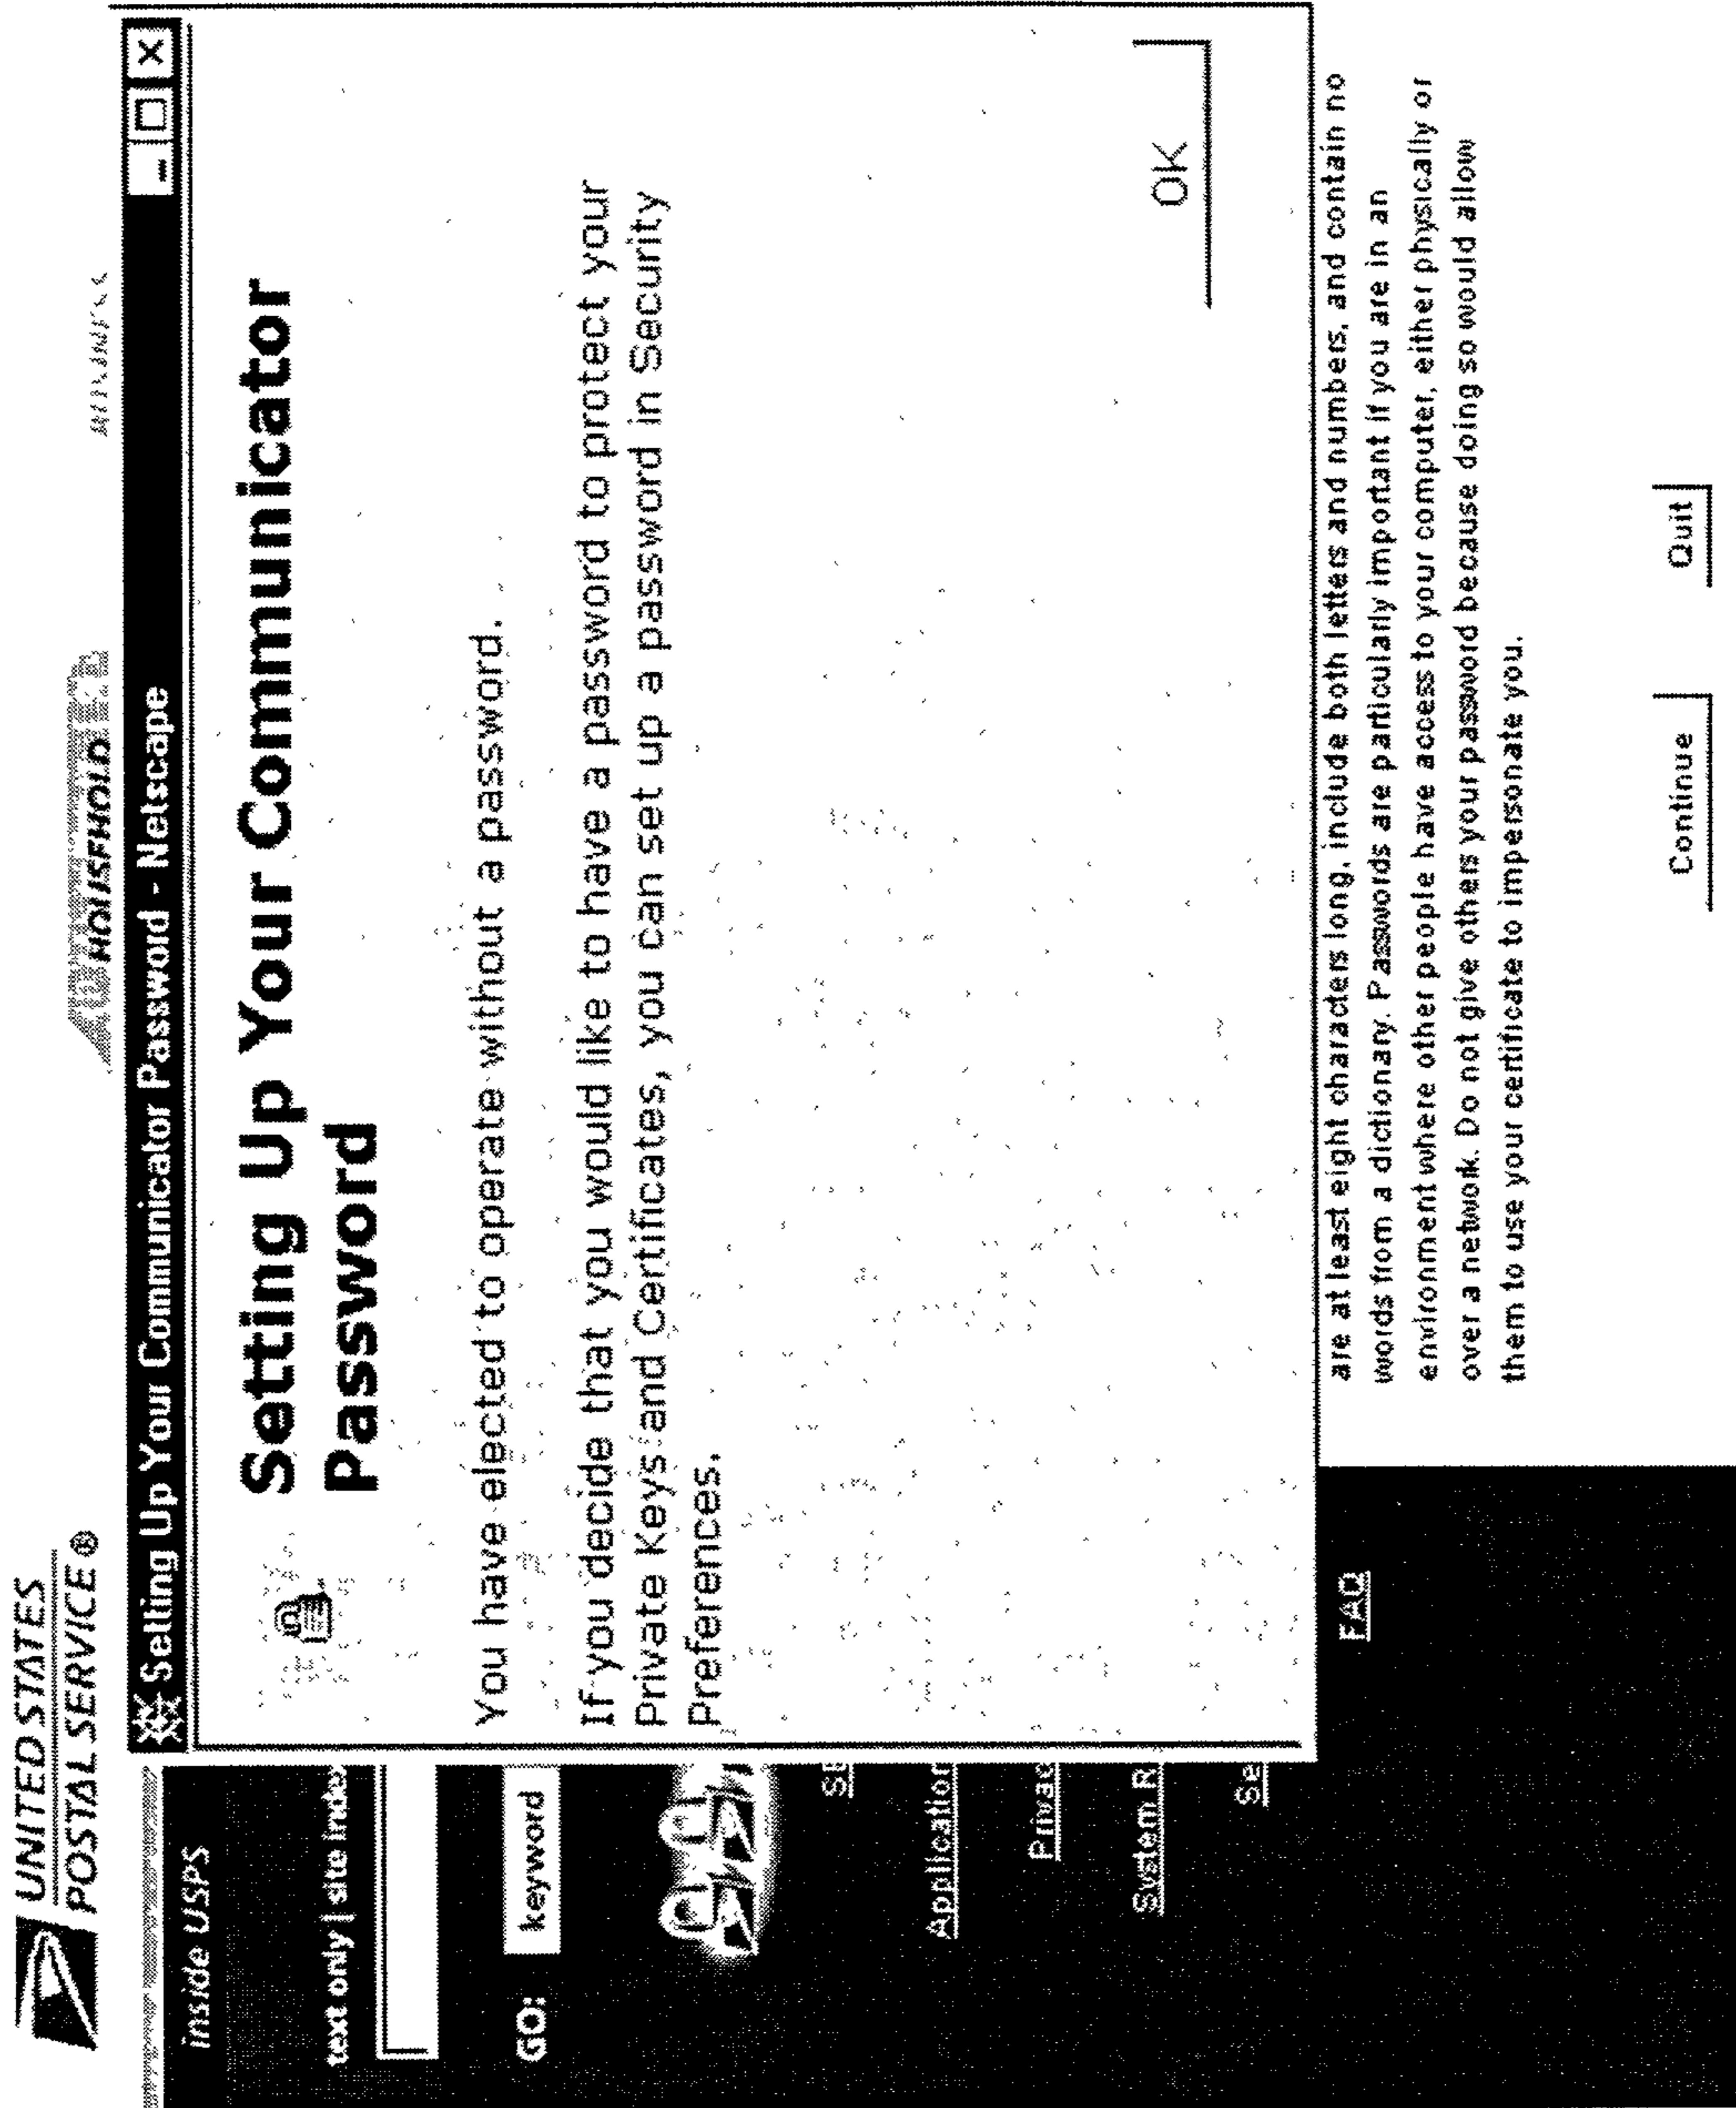 UNITED STATES
POSTAL SERVICE ®
HOUSEHOLD
Setting Up Your Communicator Password - Netscape
inside USPS
text only | site index
GO: keyword
Setting Up Your Communicator
Password
You have elected to operate without a password.
If you decide that you would like to have a password to protect your
Private Keys and Certificates, you can set up a password in Security
Preferences.
OK
Application
Privac
System R
Se
FAQ
are at least eight characters long, include both letters and numbers, and contain no
words from a dictionary. Passwords are particularly important if you are in an
environment where other people have access to your computer, either physically or
over a network. Do not give others your password because doing so would allow
them to use your certificate to impersonate you.
Continue Quit